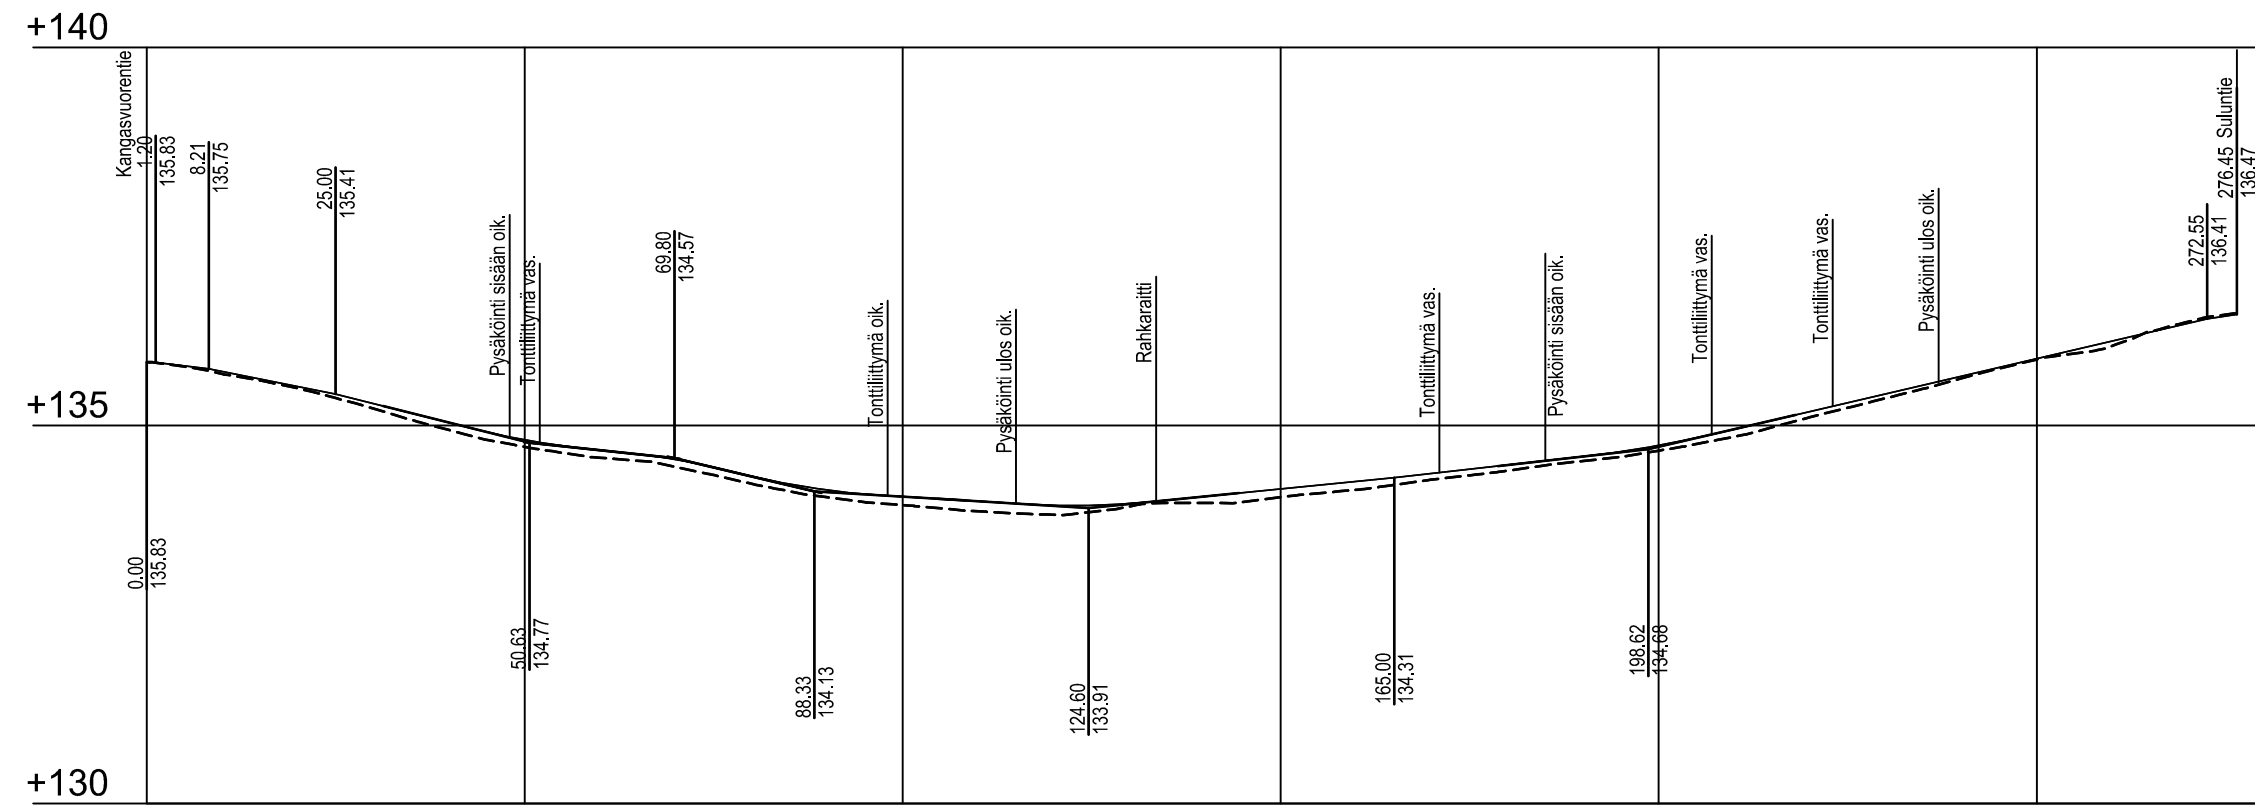 +140
Kangasvuorentie
1.20
135.83
8.21
135.75
25.00
135.41
Pysäköinti sisään oik.
Tonttiliittymä vas.
69.80
134.57
Tonttiliittymä oik.
Pysäköinti ulos oik.
Rahkaraitti
Tonttiliittymä vas.
Pysäköinti sisään oik.
Tonttiliittymä vas.
Tonttiliittymä vas.
Pysäköinti ulos oik.
272.55
136.41
276.45 Suluntie
136.47
+135
0.00
135.83
50.63
134.77
88.33
134.13
124.60
133.91
165.00
134.31
198.62
134.68
+130